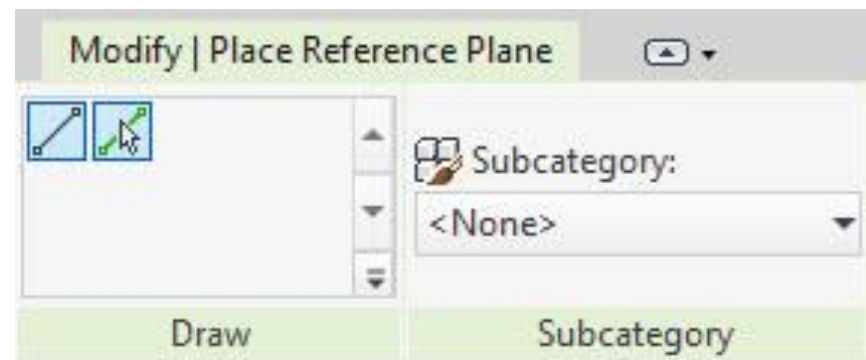 Modify | Place Reference Plane
Subcategory:
<None>
Draw
Subcategory